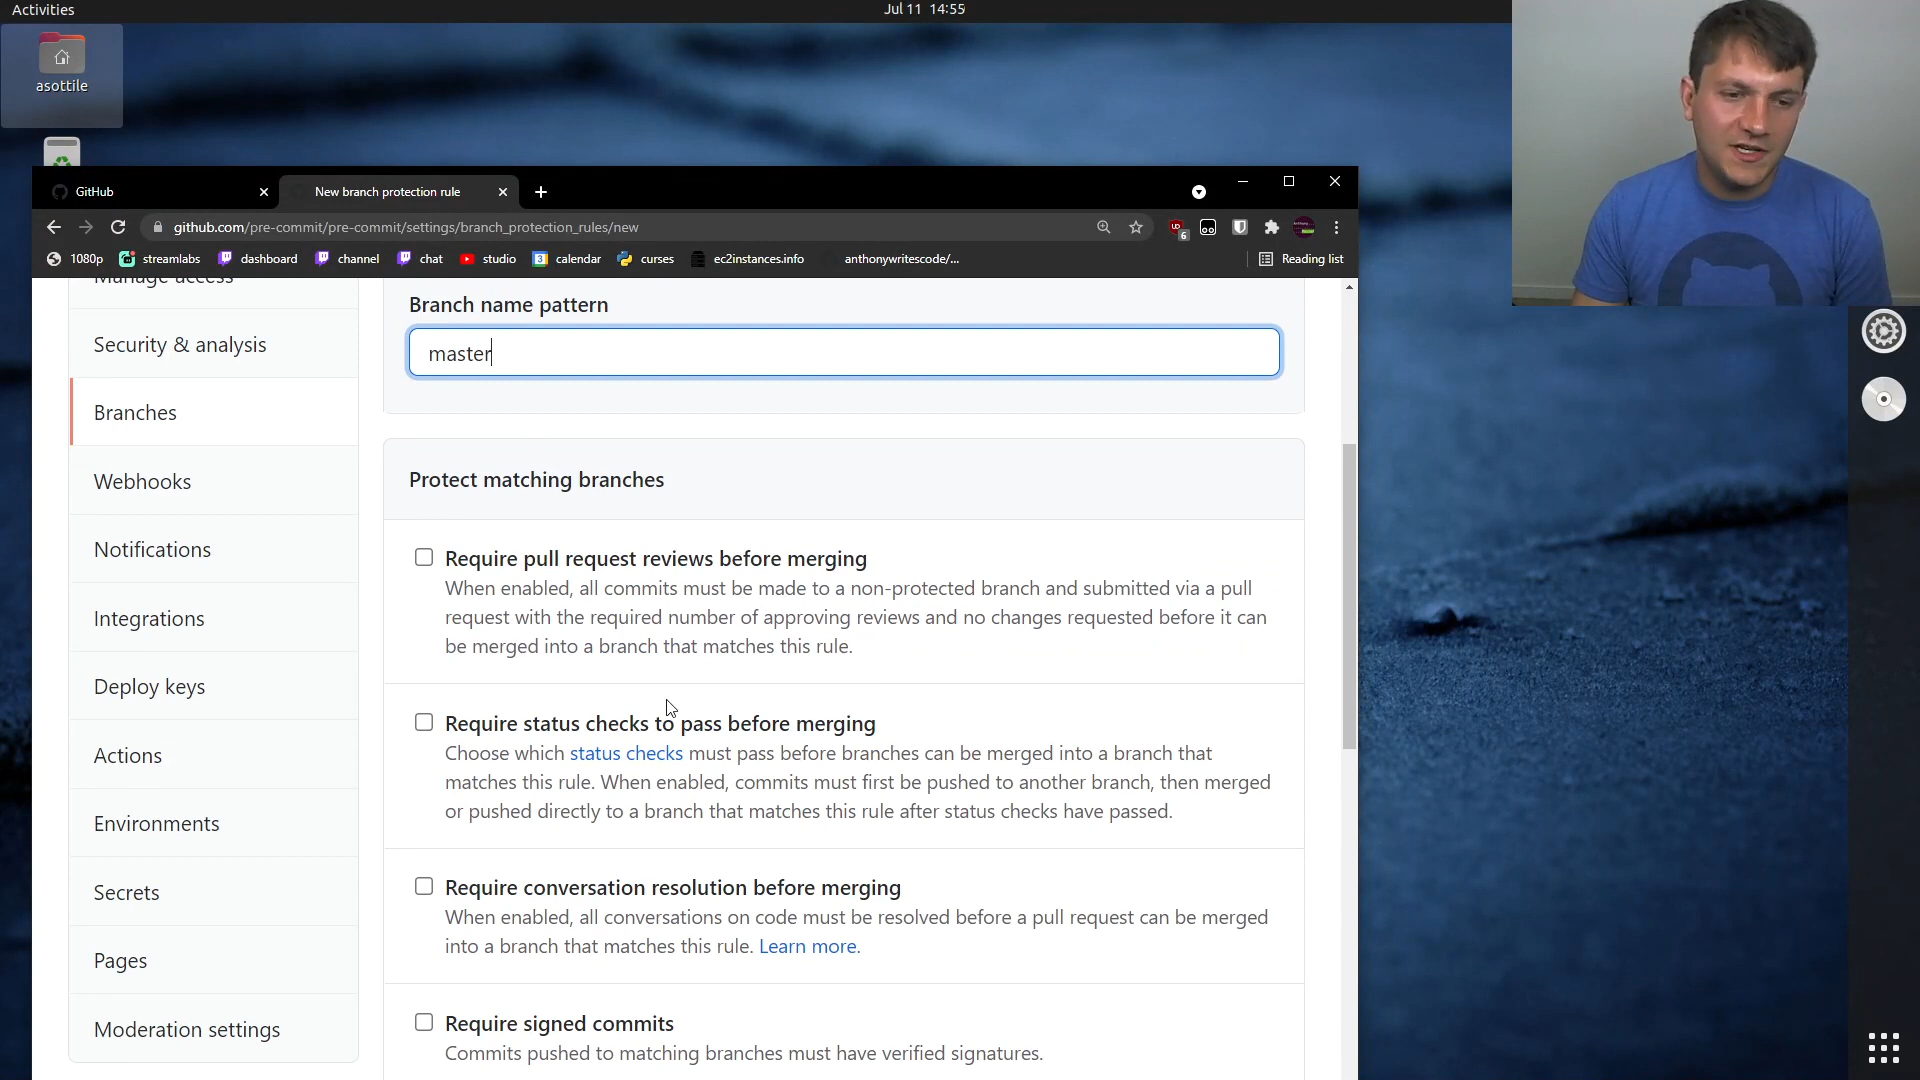 Activities
Jul 11 14:55
asottile
GitHub
New branch protection rule
github.com/pre-commit/pre-commit/settings/branch_protection_rules/new
6
1080p
streamlabs
dashboard
channel
chat
studio
3
calendar
curses
ec2instances.info
anthonywritescode/...
Reading list
Manage access
Security & analysis
Branches
Webhooks
Notifications
Integrations
Deploy keys
Actions
Environments
Secrets
Pages
Moderation settings
Branch name pattern
master
Protect matching branches
Require pull request reviews before merging
When enabled, all commits must be made to a non-protected branch and submitted via a pull
request with the required number of approving reviews and no changes requested before it can
be merged into a branch that matches this rule.
Require status checks to pass before merging
Choose which status checks must pass before branches can be merged into a branch that
matches this rule. When enabled, commits must first be pushed to another branch, then merged
or pushed directly to a branch that matches this rule after status checks have passed.
Require conversation resolution before merging
When enabled, all conversations on code must be resolved before a pull request can be merged
into a branch that matches this rule. Learn more.
Require signed commits
Commits pushed to matching branches must have verified signatures.